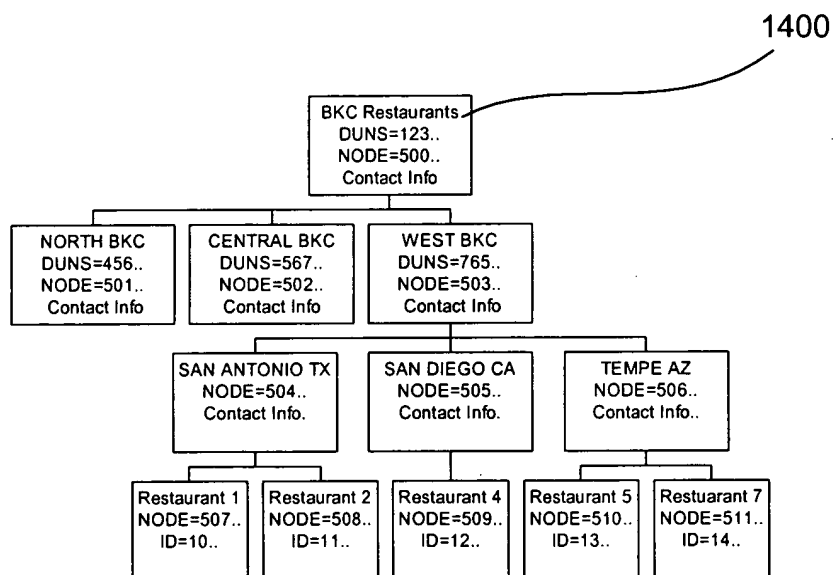 1400
BKC Restaurants
DUNS=123..
NODE=500..
Contact Info
NORTH BKC
DUNS=456..
NODE=501..
Contact Info
CENTRAL BKC
DUNS=567..
NODE=502..
Contact Info
WEST BKC
DUNS=765..
NODE=503..
Contact Info
SAN ANTONIO TX
NODE=504..
Contact Info.
SAN DIEGO CA
NODE=505..
Contact Info.
TEMPE AZ
NODE=506..
Contact Info..
Restaurant 1
NODE=507..
ID=10..
Restaurant 2
NODE=508..
ID=11..
Restaurant 4
NODE=509..
ID=12..
Restaurant 5
NODE=510..
ID=13..
Restuarant 7
NODE=511..
ID=14..